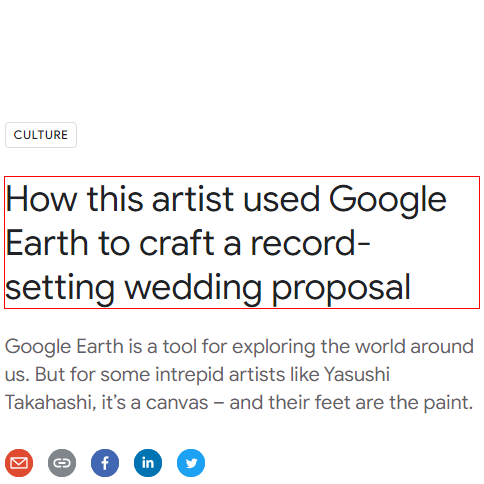 CULTURE
How this artist used Google
Earth to craft a record-
setting wedding proposal
Google Earth is a tool for exploring the world around
us. But for some intrepid artists like Yasushi
Takahashi, it’s a canvas – and their feet are the paint.